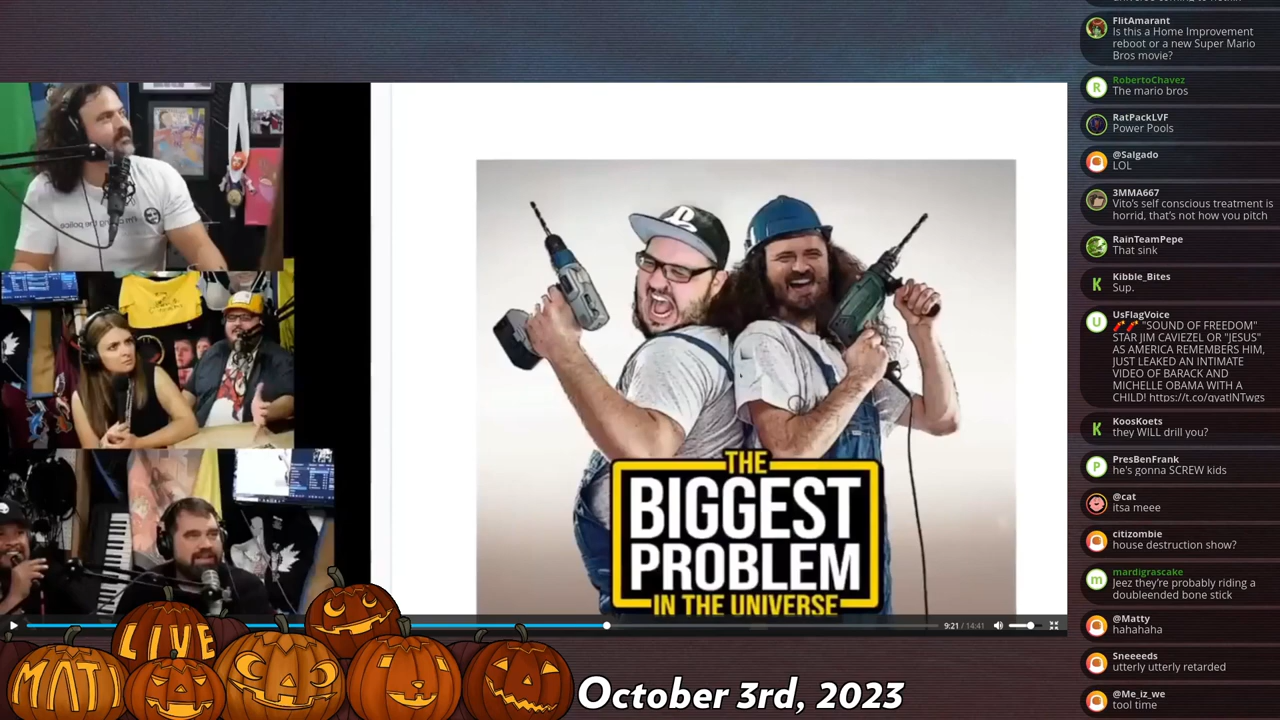 FlitAmarant
Is this a Home Improvement
reboot or a new Super Mario
Bros movie?
RobertoChavez
The mario bros
RatPackLVF
Power Pools
@Salgado
LOL
3MMA667
Vito's self conscious treatment is
horrid, that's not how you pitch
RainTeamPepe
That sink
K
Kibble_Bites
Sup.
U
UsFlagVoice
"SOUND OF FREEDOM"
STAR JIM CAVIEZEL OR "JESUS"
AS AMERICA REMEMBERS HIM,
JUST LEAKED AN INTIMATE
VIDEO OF BARACK AND
MICHELLE OBAMA WITH A
CHILD! https://t.co/qvatlNTwgs
K
KoosKoets
they WILL drill you?
P
PresBenFrank
he's gonna SCREW kids
@cat
itsa meee
citizombie
house destruction show?
m
mardigrascake
Jeez they're probably riding a
doubleended bone stick
@Matty
hahahaha
Sneeeeds
utterly utterly retarded
@Me_iz_we
tool time
R
THE
BIGGEST
PROBLEM
IN THE UNIVERSE
9:21 / 14:41
LIVE
MATI
October 3rd, 2023